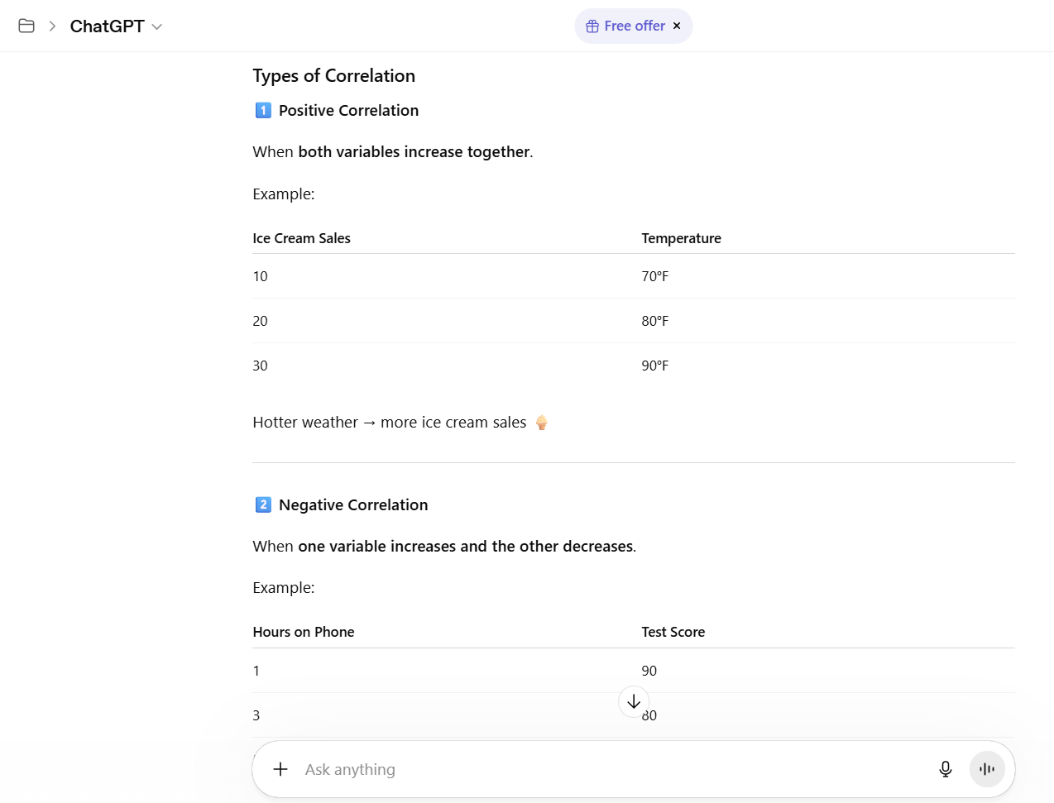 ChatGPT
Free offer ×
Types of Correlation
1 Positive Correlation
When both variables increase together.
Example:
Ice Cream Sales Temperature
10 70°F
20 80°F
30 90°F
Hotter weather → more ice cream sales 🍦
2 Negative Correlation
When one variable increases and the other decreases.
Example:
Hours on Phone Test Score
1 90
3 80
Ask anything